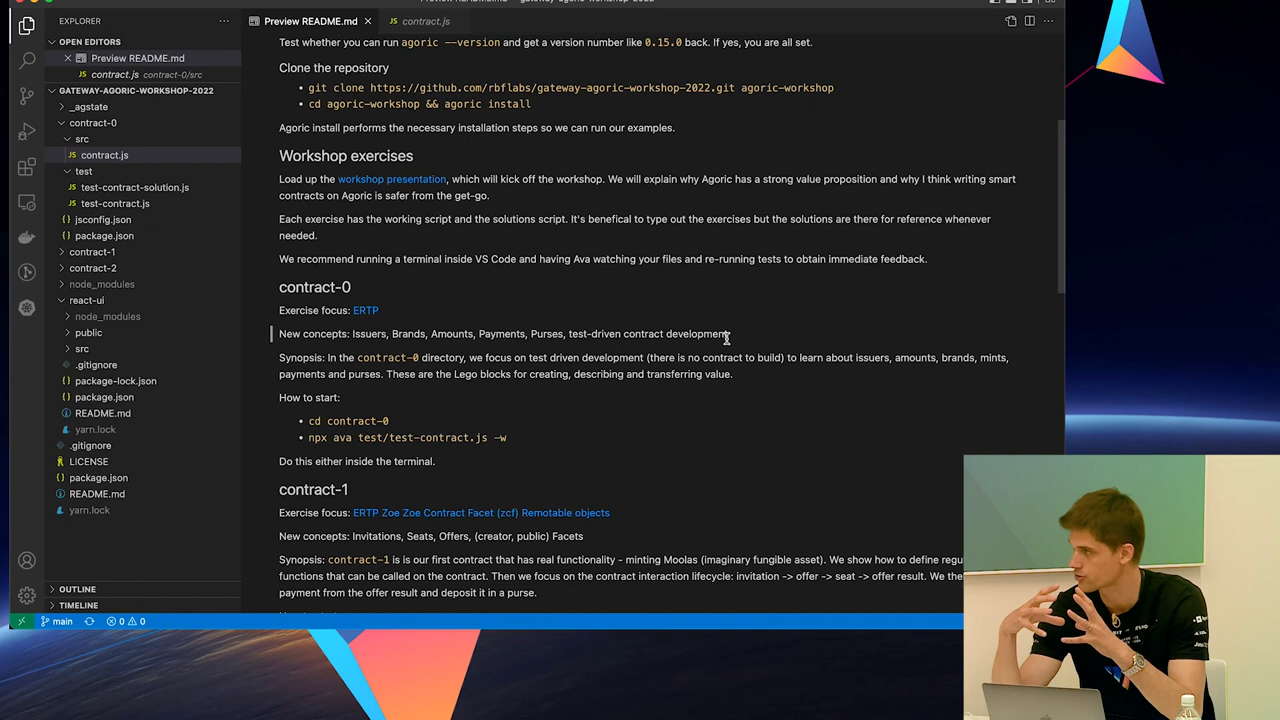 EXPLORER
OPEN EDITORS
Preview README.md
contract.js contract-0/src
GATEWAY-AGORIC-WORKSHOP-2022
_agstate
contract-0
src
contract.js
test
test-contract-solution.js
test-contract.js
jsconfig.json
package.json
contract-1
contract-2
node_modules
react-ui
node_modules
public
src
.gitignore
package-lock.json
package.json
README.md
yarn.lock
.gitignore
LICENSE
package.json
README.md
yarn.lock
OUTLINE
TIMELINE
main
0 0
Preview README.md
contract.js
Test whether you can run agoric --version and get a version number like 0.15.0 back. If yes, you are all set.
Clone the repository
• git clone https://github.com/rbflabs/gateway-agoric-workshop-2022.git agoric-workshop
• cd agoric-workshop && agoric install
Agoric install performs the necessary installation steps so we can run our examples.
Workshop exercises
Load up the workshop presentation, which will kick off the workshop. We will explain why Agoric has a strong value proposition and why I think writing smart
contracts on Agoric is safer from the get-go.
Each exercise has the working script and the solutions script. It's benefical to type out the exercises but the solutions are there for reference whenever
needed.
We recommend running a terminal inside VS Code and having Ava watching your files and re-running tests to obtain immediate feedback.
contract-0
Exercise focus: ERTP
New concepts: Issuers, Brands, Amounts, Payments, Purses, test-driven contract development
Synopsis: In the contract-0 directory, we focus on test driven development (there is no contract to build) to learn about issuers, amounts, brands, mints,
payments and purses. These are the Lego blocks for creating, describing and transferring value.
How to start:
• cd contract-0
• npx ava test/test-contract.js -w
Do this either inside the terminal.
contract-1
Exercise focus: ERTP Zoe Zoe Contract Facet (zcf) Remotable objects
New concepts: Invitations, Seats, Offers, (creator, public) Facets
Synopsis: contract-1 is is our first contract that has real functionality - minting Moolas (imaginary fungible asset). We show how to define regu
functions that can be called on the contract. Then we focus on the contract interaction lifecycle: invitation -> offer -> seat -> offer result. We the
payment from the offer result and deposit it in a purse.